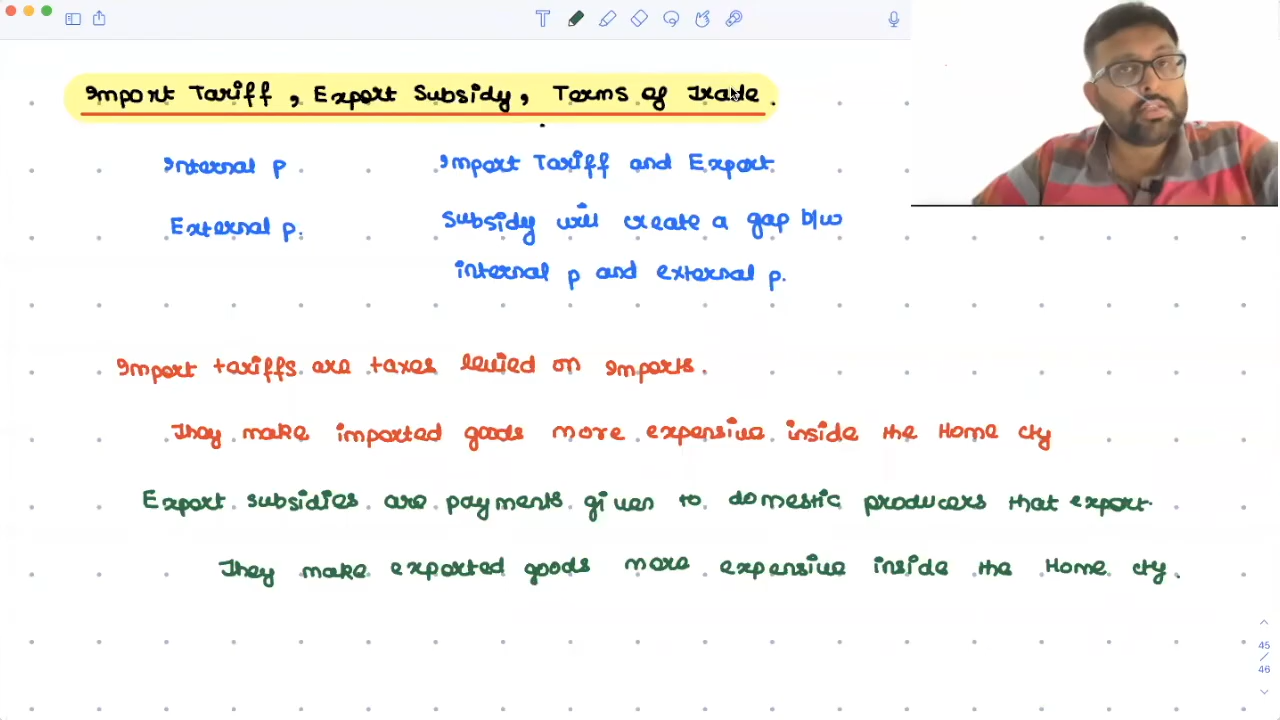 Import Tariff, Export Subsidy, Terms of Trade.
Internal p
Import Tariff and Export
External p.
Subsidy will create a gap b/w
internal p and external p.
Import tariffs are taxes levied on imports.
They make imported goods more expensive inside the Home cty
Export subsidies are payments given to domestic producers that export.
They make exported goods more expensive inside the Home cty.
45
/
46